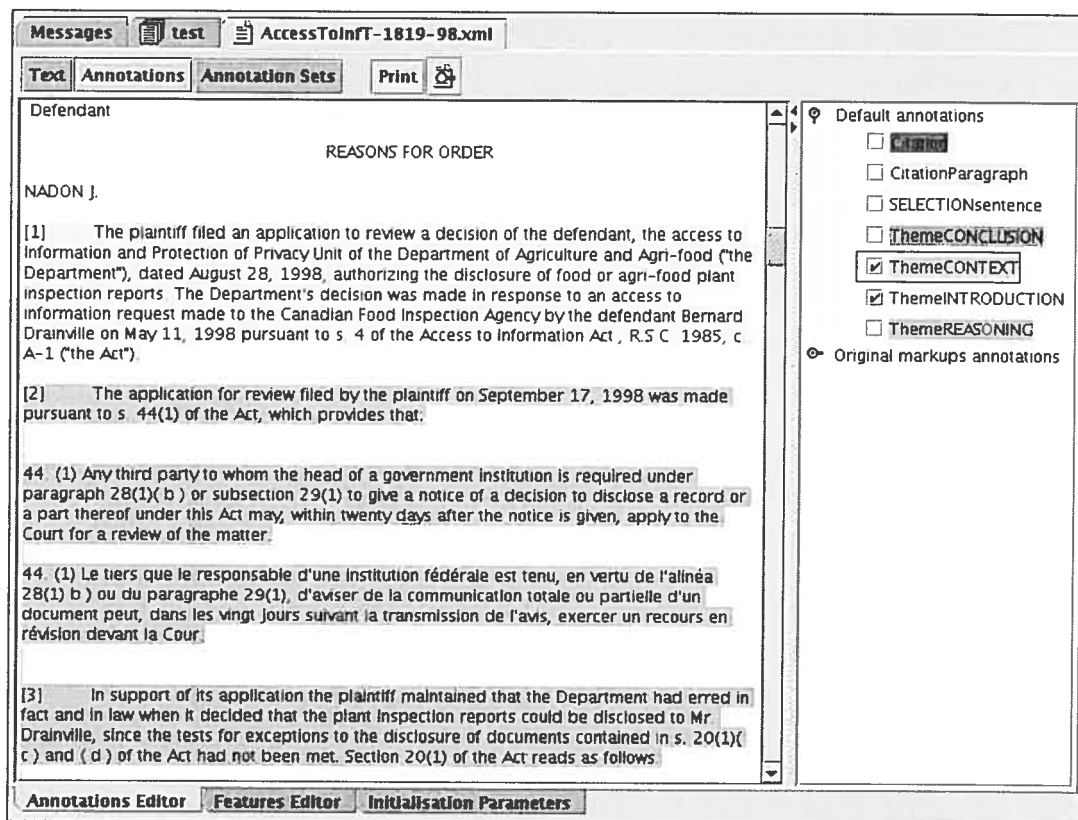 Messages test AccessToInfT-1819-98.xml
Text Annotations Annotation Sets Print
Defendant
REASONS FOR ORDER
NADON J.
[1] The plaintiff filed an application to review a decision of the defendant, the access to
Information and Protection of Privacy Unit of the Department of Agriculture and Agri-food ("the
Department"), dated August 28, 1998, authorizing the disclosure of food or agri-food plant
inspection reports. The Department's decision was made in response to an access to
information request made to the Canadian Food Inspection Agency by the defendant Bernard
Drainville on May 11, 1998 pursuant to s. 4 of the Access to Information Act , R.S C 1985, c
A-1 ("the Act").
[2] The application for review filed by the plaintiff on September 17, 1998 was made
pursuant to s. 44(1) of the Act, which provides that:
44. (1) Any third party to whom the head of a government institution is required under
paragraph 28(1)( b ) or subsection 29(1) to give a notice of a decision to disclose a record or
a part thereof under this Act may, within twenty days after the notice is given, apply to the
Court for a review of the matter.
44. (1) Le tiers que le responsable d'une institution fédérale est tenu, en vertu de l'alinéa
28(1) b ) ou du paragraphe 29(1), d'aviser de la communication totale ou partielle d'un
document peut, dans les vingt jours suivant la transmission de l'avis, exercer un recours en
révision devant la Cour.
[3] In support of its application the plaintiff maintained that the Department had erred in
fact and in law when it decided that the plant inspection reports could be disclosed to Mr.
Drainville, since the tests for exceptions to the disclosure of documents contained in s. 20(1)(
c ) and ( d ) of the Act had not been met. Section 20(1) of the Act reads as follows.
Default annotations
Citation
CitationParagraph
SELECTIONsentence
ThemeCONCLUSION
ThemeCONTEXT
ThemeINTRODUCTION
ThemeREASONING
Original markups annotations
Annotations Editor Features Editor Initialisation Parameters